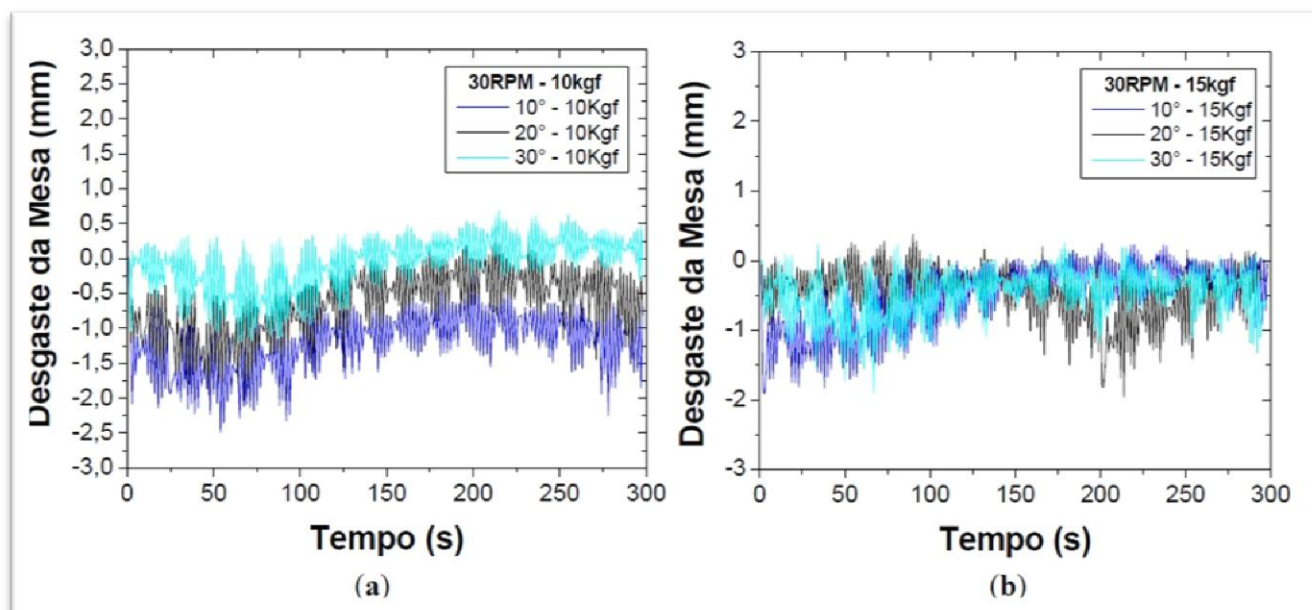 3,0
2,5
2,0
1,5
1,0
0,5
0,0
-0,5
-1,0
-1,5
-2,0
-2,5
-3,0
Desgaste da Mesa (mm)
30RPM - 10kgf
10° - 10Kgf
20° - 10Kgf
30° - 10Kgf
0 50 100 150 200 250 300
Tempo (s)
(a)
3
2
1
0
-1
-2
-3
Desgaste da Mesa (mm)
30RPM - 15kgf
10° - 15Kgf
20° - 15Kgf
30° - 15Kgf
0 50 100 150 200 250 300
Tempo (s)
(b)